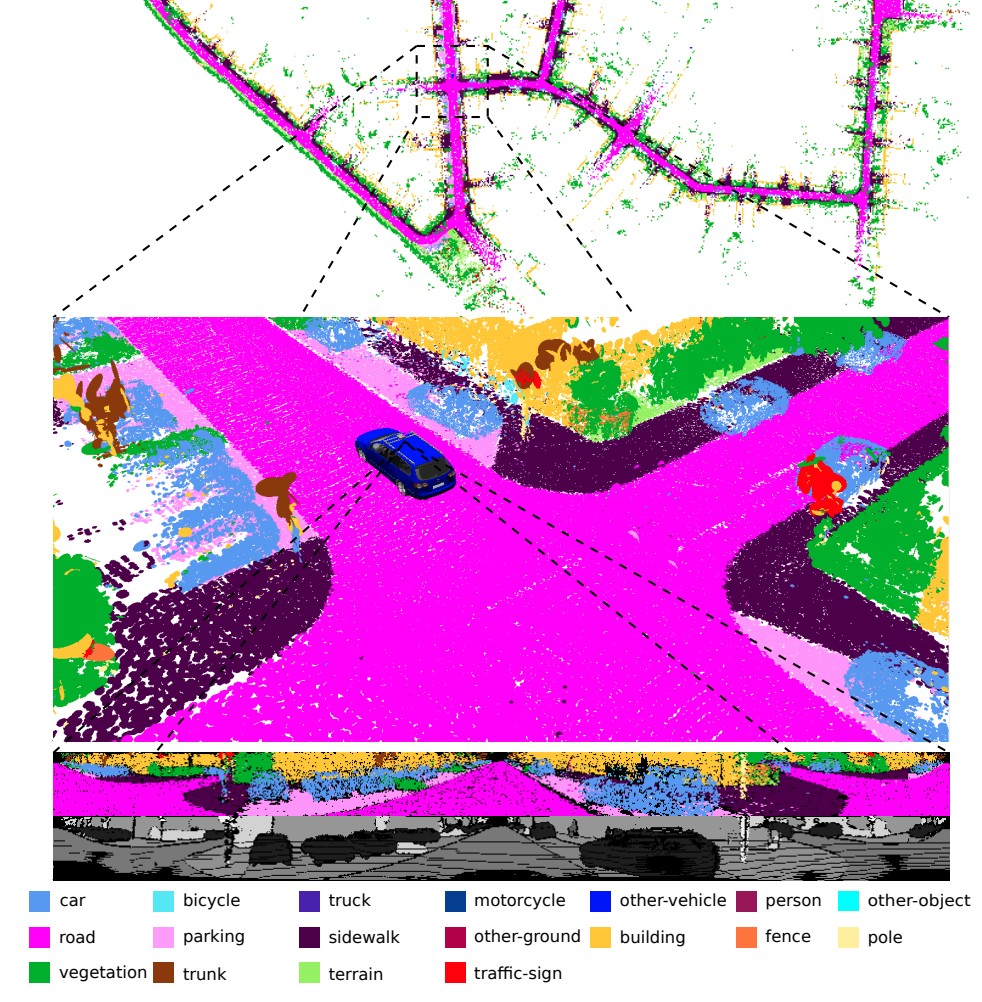 car bicycle truck motorcycle other-vehicle person other-object
road parking sidewalk other-ground building fence pole
vegetation trunk terrain traffic-sign